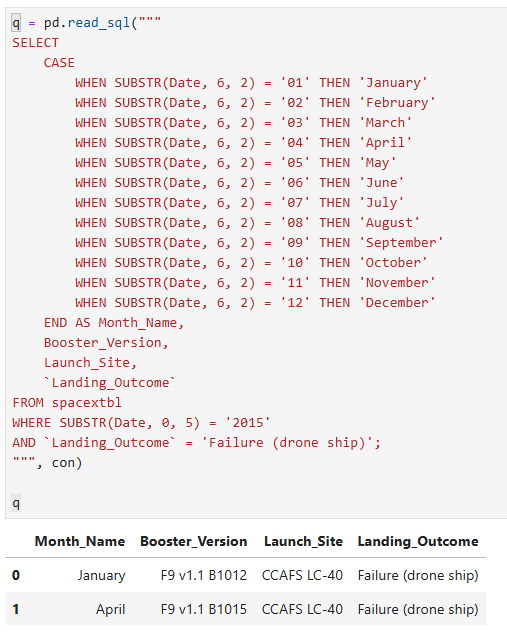 q = pd.read_sql("""
SELECT
    CASE
        WHEN SUBSTR(Date, 6, 2) = '01' THEN 'January'
        WHEN SUBSTR(Date, 6, 2) = '02' THEN 'February'
        WHEN SUBSTR(Date, 6, 2) = '03' THEN 'March'
        WHEN SUBSTR(Date, 6, 2) = '04' THEN 'April'
        WHEN SUBSTR(Date, 6, 2) = '05' THEN 'May'
        WHEN SUBSTR(Date, 6, 2) = '06' THEN 'June'
        WHEN SUBSTR(Date, 6, 2) = '07' THEN 'July'
        WHEN SUBSTR(Date, 6, 2) = '08' THEN 'August'
        WHEN SUBSTR(Date, 6, 2) = '09' THEN 'September'
        WHEN SUBSTR(Date, 6, 2) = '10' THEN 'October'
        WHEN SUBSTR(Date, 6, 2) = '11' THEN 'November'
        WHEN SUBSTR(Date, 6, 2) = '12' THEN 'December'
    END AS Month_Name,
    Booster_Version,
    Launch_Site,
    `Landing_Outcome`
FROM spacextbl
WHERE SUBSTR(Date, 0, 5) = '2015'
AND `Landing_Outcome` = 'Failure (drone ship)';
""", con)
q
Month_Name Booster_Version Launch_Site Landing_Outcome
0 January F9 v1.1 B1012 CCAFS LC-40 Failure (drone ship)
1 April F9 v1.1 B1015 CCAFS LC-40 Failure (drone ship)